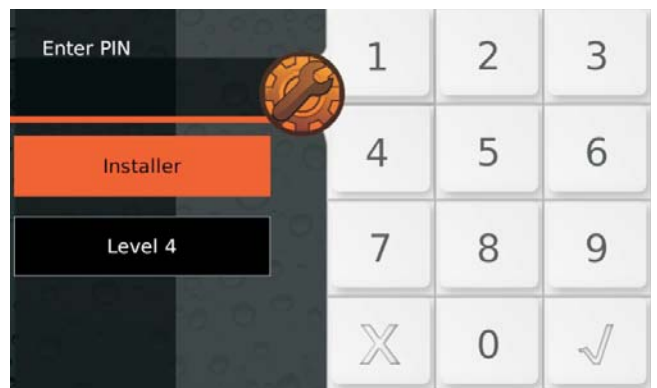 Enter PIN
Installer
Level 4
1 2 3
4 5 6
7 8 9
X 0 √